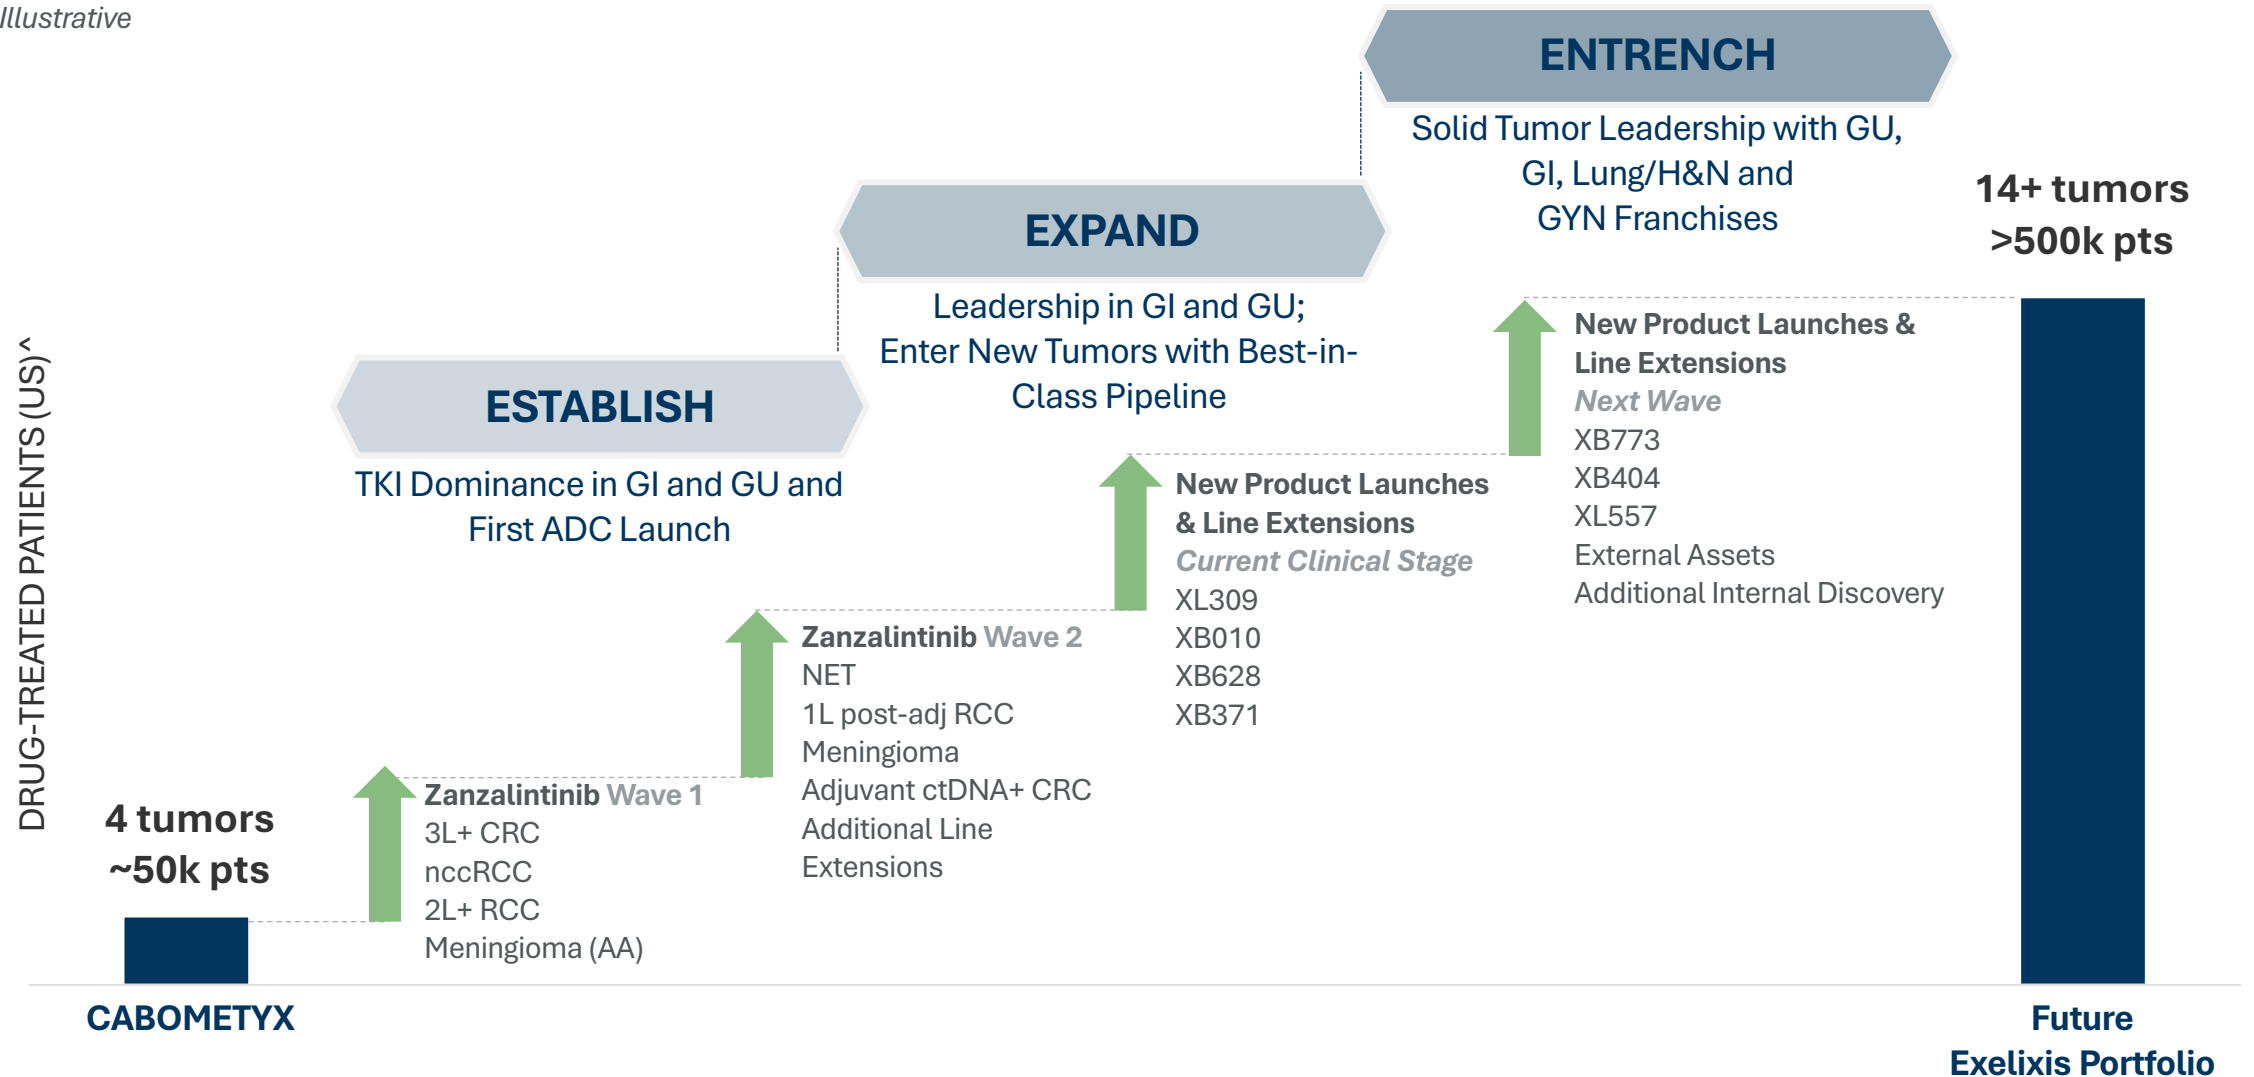 Illustrative
ENTRENCH
Solid Tumor Leadership with GU,
GI, Lung/H&N and
GYN Franchises
14+ tumors
>500k pts
EXPAND
Leadership in GI and GU;
Enter New Tumors with Best-in-
Class Pipeline
ESTABLISH
TKI Dominance in GI and GU and
First ADC Launch
DRUG-TREATED PATIENTS (US)^
4 tumors
~50k pts
Zanzalintinib Wave 1
3L+ CRC
nccRCC
2L+ RCC
Meningioma (AA)
Zanzalintinib Wave 2
NET
1L post-adj RCC
Meningioma
Adjuvant ctDNA+ CRC
Additional Line
Extensions
New Product Launches
& Line Extensions
Current Clinical Stage
XL309
XB010
XB628
XB371
New Product Launches &
Line Extensions
Next Wave
XB773
XB404
XL557
External Assets
Additional Internal Discovery
CABOMETYX
Future
Exelixis Portfolio